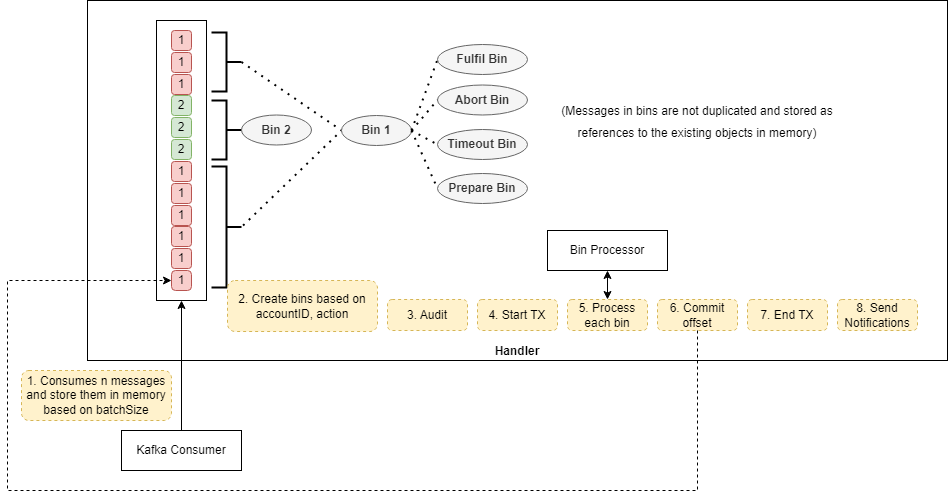 1
1
1
2
2
2
1
1
1
1
1
1
Bin 2
Bin 1
Fulfil Bin
Abort Bin
Timeout Bin
Prepare Bin
(Messages in bins are not duplicated and stored as
references to the existing objects in memory)
Bin Processor
2. Create bins based on
accountID, action
3. Audit
4. Start TX
5. Process
each bin
6. Commit
offset
7. End TX
8. Send
Notifications
Handler
1. Consumes n messages
and store them in memory
based on batchSize
Kafka Consumer